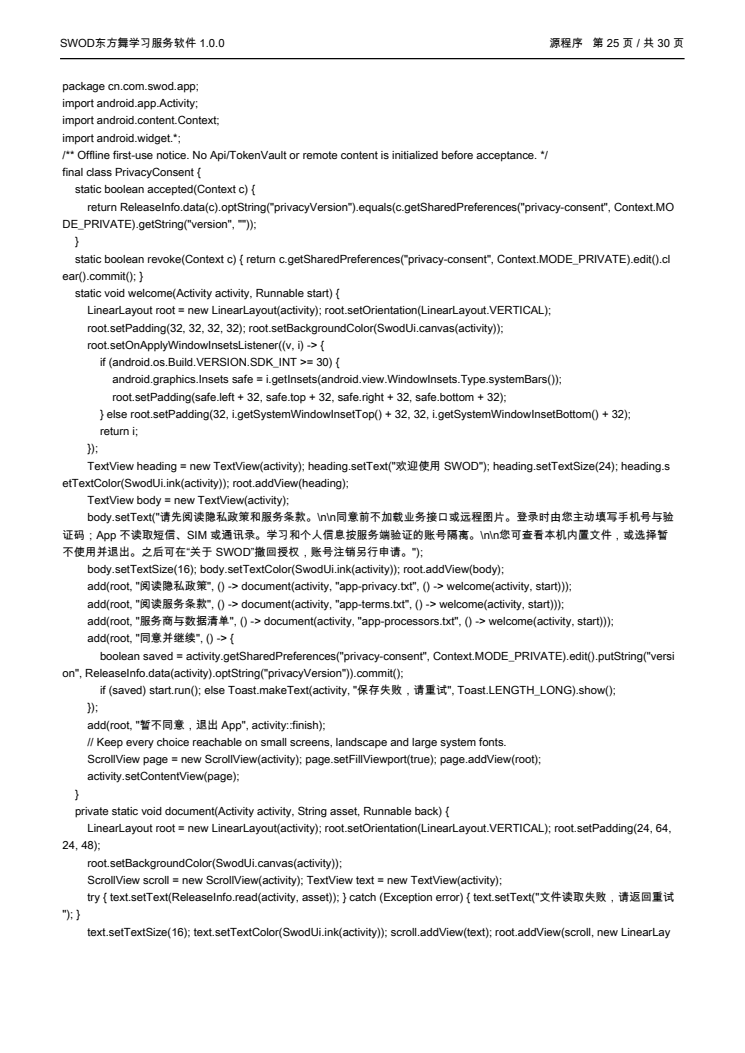 SWOD东方舞学习服务软件 1.0.0
源程序 第 25 页 / 共 30 页
package cn.com.swod.app;
import android.app.Activity;
import android.content.Context;
import android.widget.*;
/** Offline first-use notice. No Api/TokenVault or remote content is initialized before acceptance. */
final class PrivacyConsent {
static boolean accepted(Context c) {
return ReleaseInfo.data(c).optString("privacyVersion").equals(c.getSharedPreferences("privacy-consent", Context.MO
DE_PRIVATE).getString("version", ""));
}
static boolean revoke(Context c) { return c.getSharedPreferences("privacy-consent", Context.MODE_PRIVATE).edit().cl
ear().commit(); }
static void welcome(Activity activity, Runnable start) {
LinearLayout root = new LinearLayout(activity); root.setOrientation(LinearLayout.VERTICAL);
root.setPadding(32, 32, 32, 32); root.setBackgroundColor(SwodUi.canvas(activity));
root.setOnApplyWindowInsetsListener((v, i) -> {
if (android.os.Build.VERSION.SDK_INT >= 30) {
android.graphics.Insets safe = i.getInsets(android.view.WindowInsets.Type.systemBars());
root.setPadding(safe.left + 32, safe.top + 32, safe.right + 32, safe.bottom + 32);
} else root.setPadding(32, i.getSystemWindowInsetTop() + 32, 32, i.getSystemWindowInsetBottom() + 32);
return i;
});
TextView heading = new TextView(activity); heading.setText("欢迎使用 SWOD"); heading.setTextSize(24); heading.s
etTextColor(SwodUi.ink(activity)); root.addView(heading);
TextView body = new TextView(activity);
body.setText("请先阅读隐私政策和服务条款。\n\n同意前不加载业务接口或远程图片。登录时由您主动填写手机号与验
证码；App 不读取短信、SIM 或通讯录。学习和个人信息按服务端验证的账号隔离。\n\n您可查看本机内置文件，或选择暂
不使用并退出。之后可在“关于 SWOD”撤回授权，账号注销另行申请。");
body.setTextSize(16); body.setTextColor(SwodUi.ink(activity)); root.addView(body);
add(root, "阅读隐私政策", () -> document(activity, "app-privacy.txt", () -> welcome(activity, start)));
add(root, "阅读服务条款", () -> document(activity, "app-terms.txt", () -> welcome(activity, start)));
add(root, "服务商与数据清单", () -> document(activity, "app-processors.txt", () -> welcome(activity, start)));
add(root, "同意并继续", () -> {
boolean saved = activity.getSharedPreferences("privacy-consent", Context.MODE_PRIVATE).edit().putString("versi
on", ReleaseInfo.data(activity).optString("privacyVersion")).commit();
if (saved) start.run(); else Toast.makeText(activity, "保存失败，请重试", Toast.LENGTH_LONG).show();
});
add(root, "暂不同意，退出 App", activity::finish);
// Keep every choice reachable on small screens, landscape and large system fonts.
ScrollView page = new ScrollView(activity); page.setFillViewport(true); page.addView(root);
activity.setContentView(page);
}
private static void document(Activity activity, String asset, Runnable back) {
LinearLayout root = new LinearLayout(activity); root.setOrientation(LinearLayout.VERTICAL); root.setPadding(24, 64,
24, 48);
root.setBackgroundColor(SwodUi.canvas(activity));
ScrollView scroll = new ScrollView(activity); TextView text = new TextView(activity);
try { text.setText(ReleaseInfo.read(activity, asset)); } catch (Exception error) { text.setText("文件读取失败，请返回重试
"); }
text.setTextSize(16); text.setTextColor(SwodUi.ink(activity)); scroll.addView(text); root.addView(scroll, new LinearLay